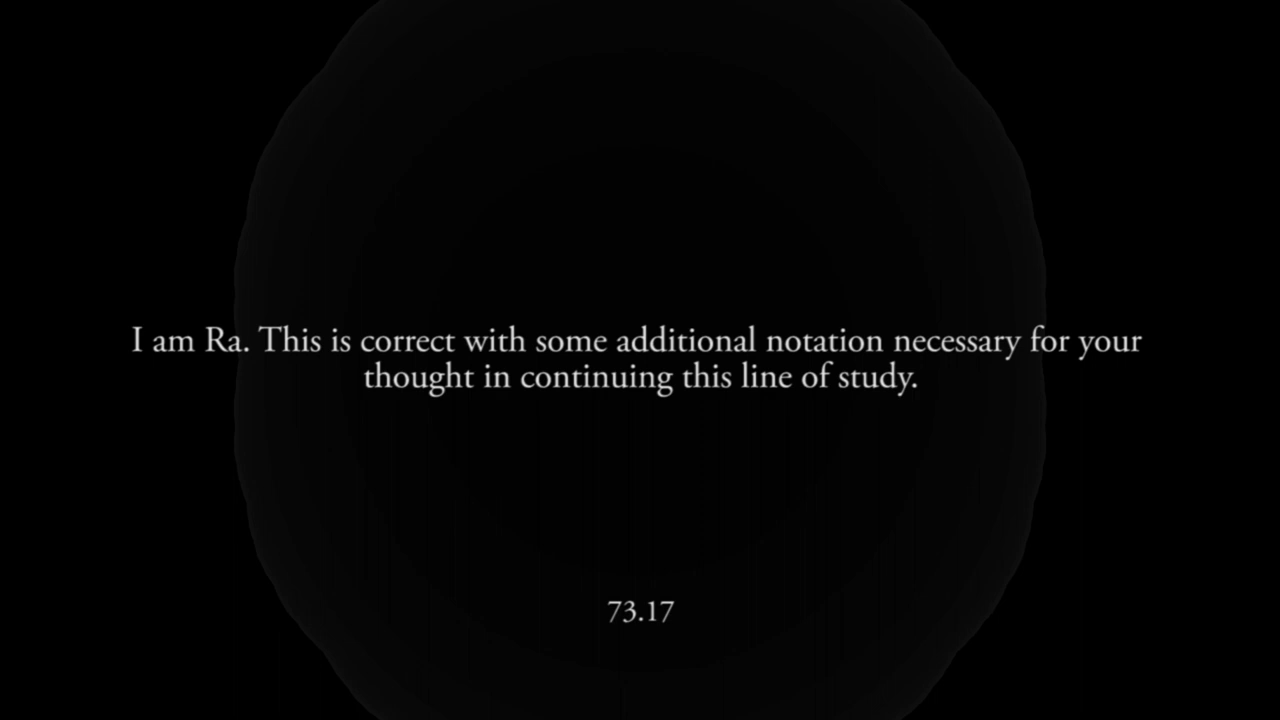 I am Ra. This is correct with some additional notation necessary for your
thought in continuing this line of study.
73.17